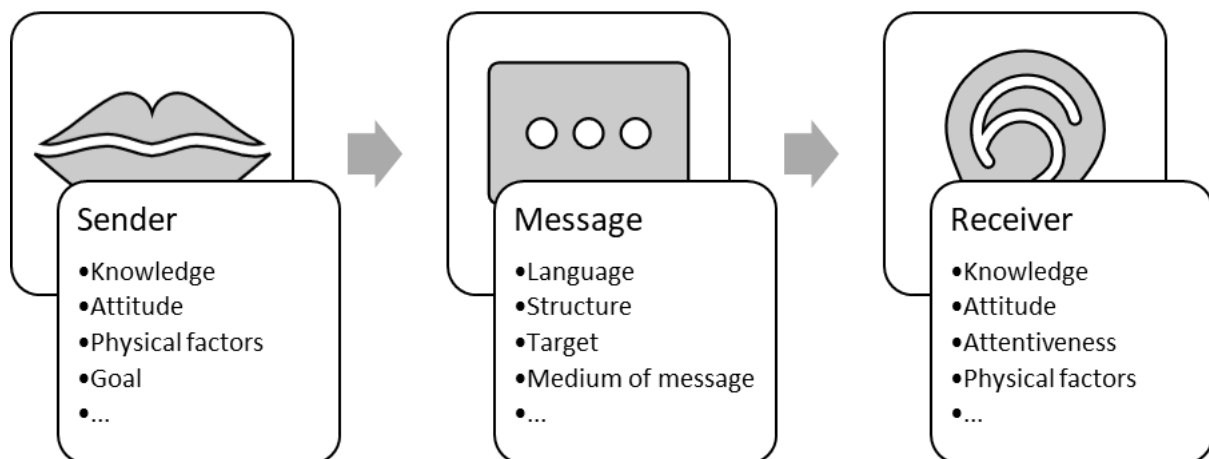 Sender
•Knowledge
•Attitude
•Physical factors
•Goal
•...
Message
•Language
•Structure
•Target
•Medium of message
•...
Receiver
•Knowledge
•Attitude
•Attentiveness
•Physical factors
•...